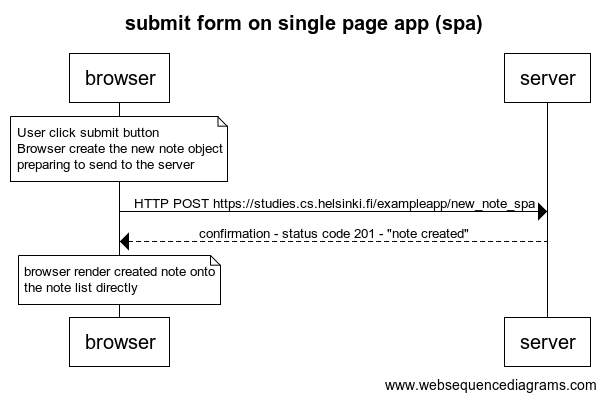 submit form on single page app (spa)
browser
server
User click submit button
Browser create the new note object
preparing to send to the server
HTTP POST https://studies.cs.helsinki.fi/exampleapp/new_note_spa
confirmation - status code 201 - "note created"
browser render created note onto
the note list directly
browser
server
www.websequencediagrams.com